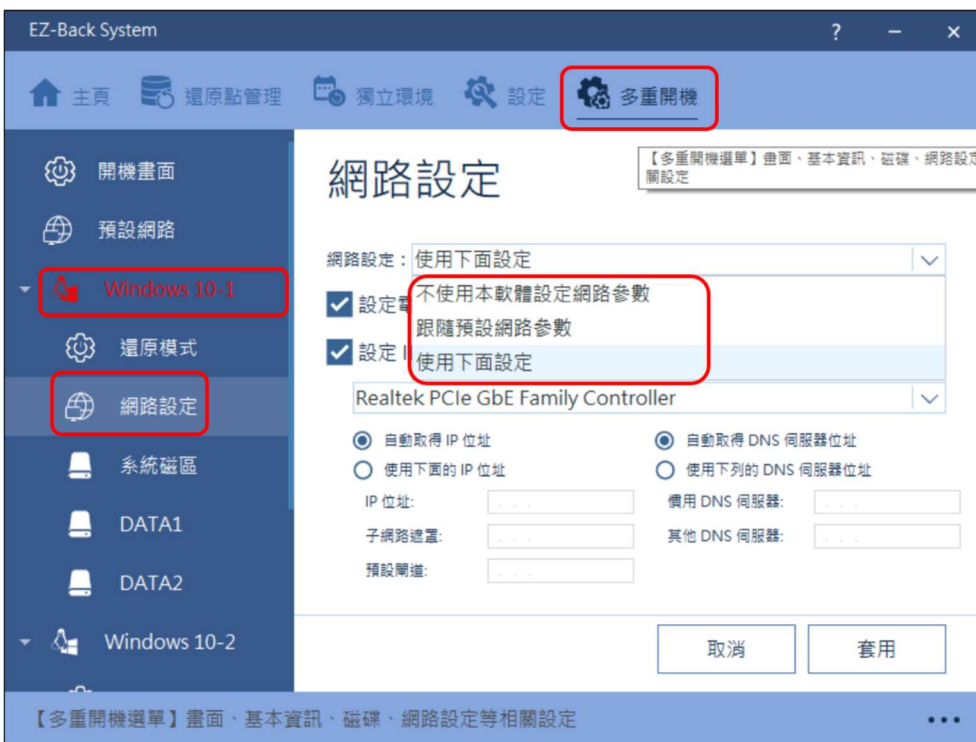 EZ-Back System
主頁 還原點管理 獨立環境 設定 多重開機
【多重開機選單】畫面、基本資訊、磁碟、網路設定
關設定
開機畫面
預設網路
Windows 10-1
還原模式
網路設定
系統磁區
DATA1
DATA2
Windows 10-2
網路設定
網路設定： 使用下面設定
不使用本軟體設定網路參數
跟隨預設網路參數
使用下面設定
設定
設定
Realtek PCIe GbE Family Controller
自動取得 IP 位址 自動取得 DNS 伺服器位址
使用下面的 IP 位址 使用下列的 DNS 伺服器位址
IP 位址: 慣用 DNS 伺服器:
子網路遮罩: 其他 DNS 伺服器:
預設閘道:
取消 套用
【多重開機選單】畫面、基本資訊、磁碟、網路設定等相關設定